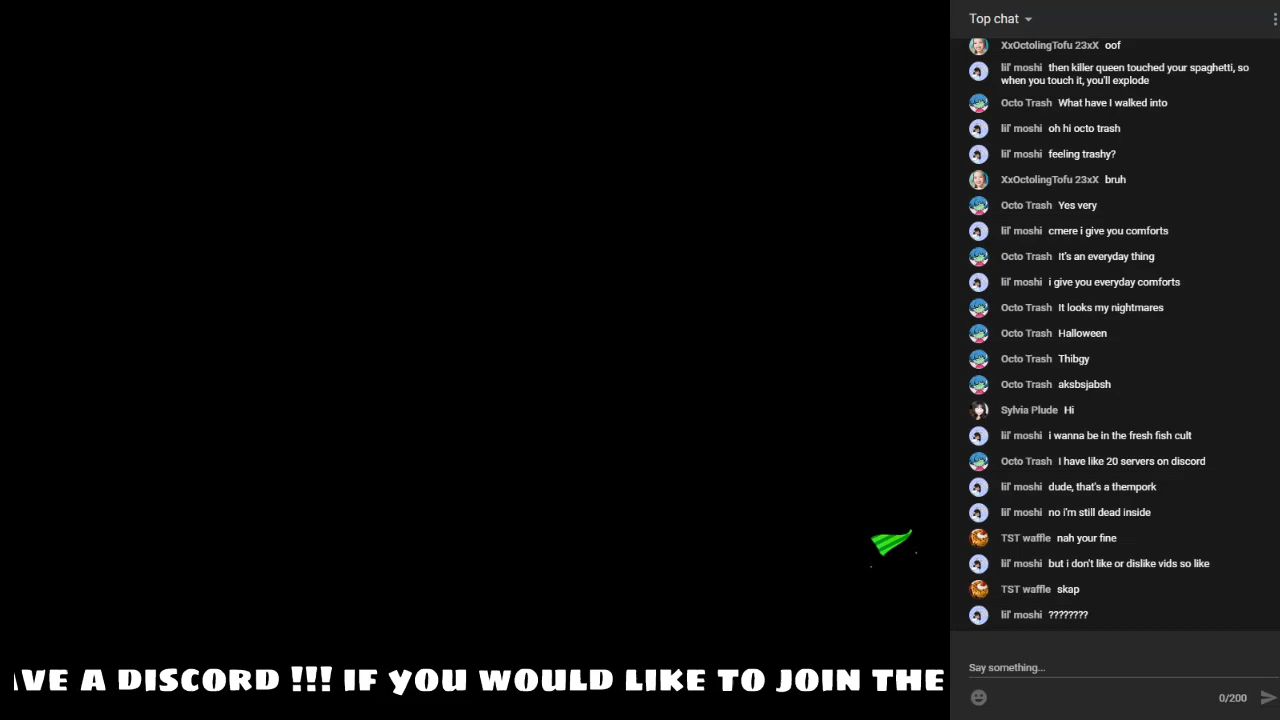 Top chat
XxOctolingTofu 23xX oof
lil' moshi then killer queen touched your spaghetti, so
when you touch it, you'll explode
Octo Trash What have I walked into
lil' moshi oh hi octo trash
lil' moshi feeling trashy?
XxOctolingTofu 23xX bruh
Octo Trash Yes very
lil' moshi cmere i give you comforts
Octo Trash It's an everyday thing
lil' moshi i give you everyday comforts
Octo Trash It looks my nightmares
Octo Trash Halloween
Octo Trash Thibgy
Octo Trash aksbsjabsh
Sylvia Plude Hi
lil' moshi i wanna be in the fresh fish cult
Octo Trash I have like 20 servers on discord
lil' moshi dude, that's a thempork
lil' moshi no i'm still dead inside
TST waffle nah your fine
lil' moshi but i don't like or dislike vids so like
TST waffle skap
lil' moshi ????????
Say something...
0/200
VE A DISCORD !!! IF YOU WOULD LIKE TO JOIN THE